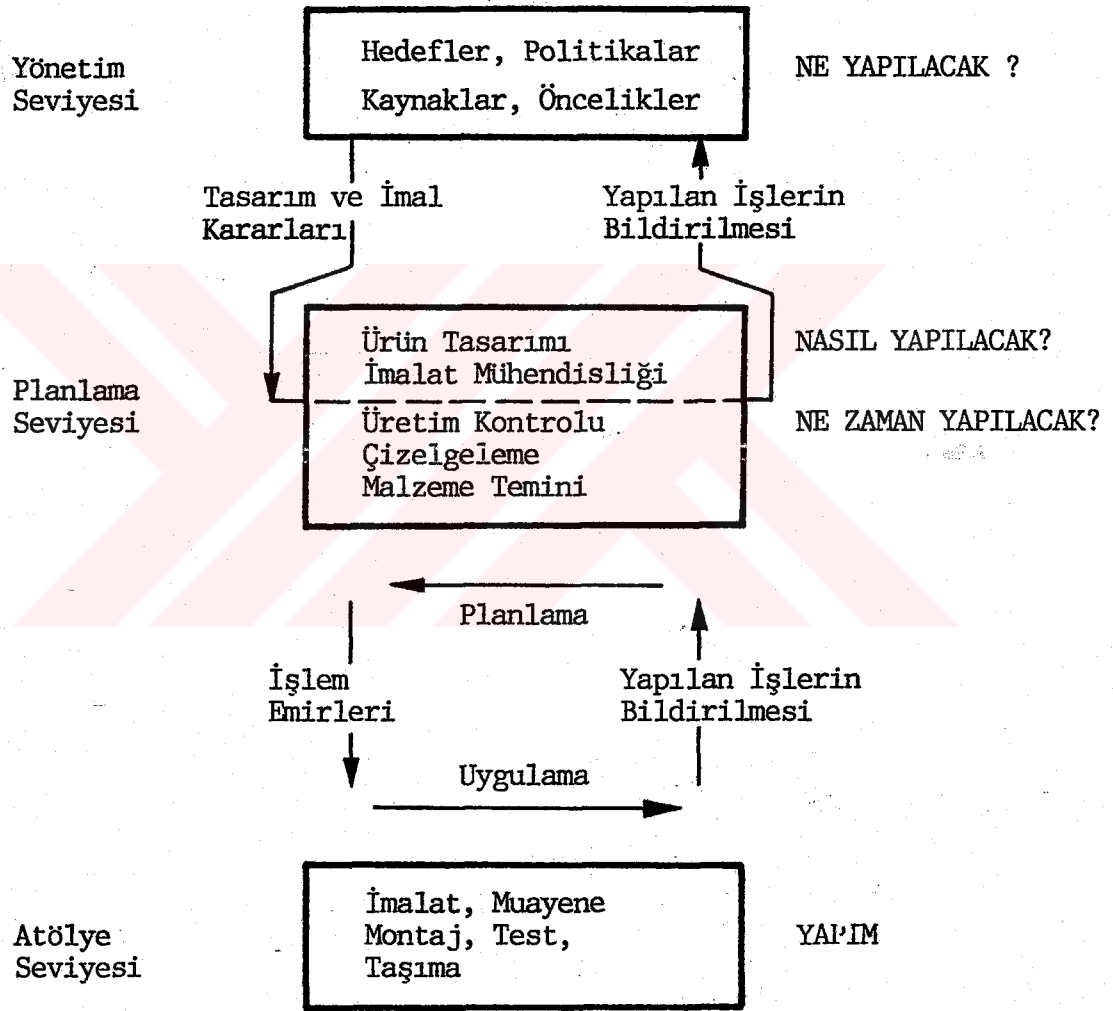 Yönetim
Seviyesi
Hedefler, Politikalar
Kaynaklar, Öncelikler
NE YAPILACAK ?
Tasarım ve İmal
Kararları
Yapılan İşlerin
Bildirilmesi
Planlama
Seviyesi
Ürün Tasarımı
İmalat Mühendisliği
Üretim Kontrolu
Çizelgeleme
Malzeme Temini
NASIL YAPILACAK?
NE ZAMAN YAPILACAK?
Planlama
İşlem
Emirleri
Yapılan İşlerin
Bildirilmesi
Uygulama
Atölye
Seviyesi
İmalat, Muayene
Montaj, Test,
Taşıma
YAPIM